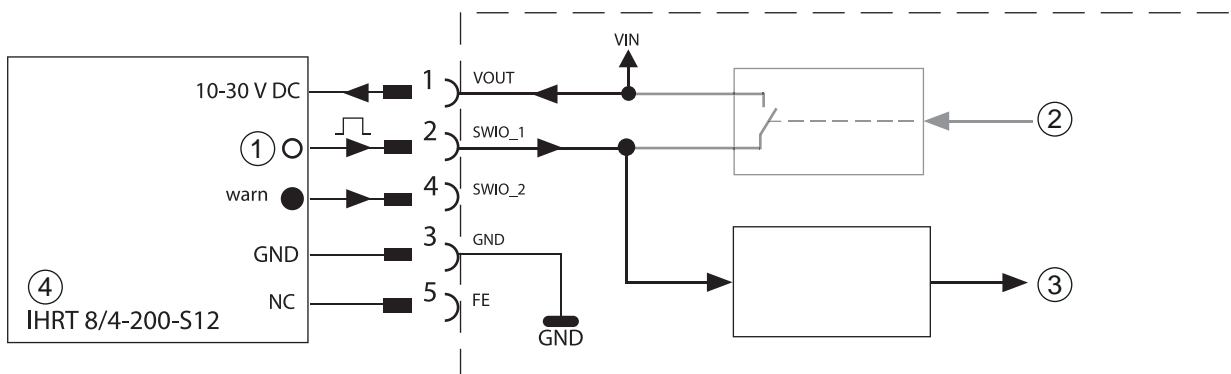 VIN
10-30 V DC
1
VOUT
2
SWIO_1
1
2
warn
4
SWIO_2
GND
3
GND
4
NC
5
FE
3
IHRT 8/4-200-S12
GND